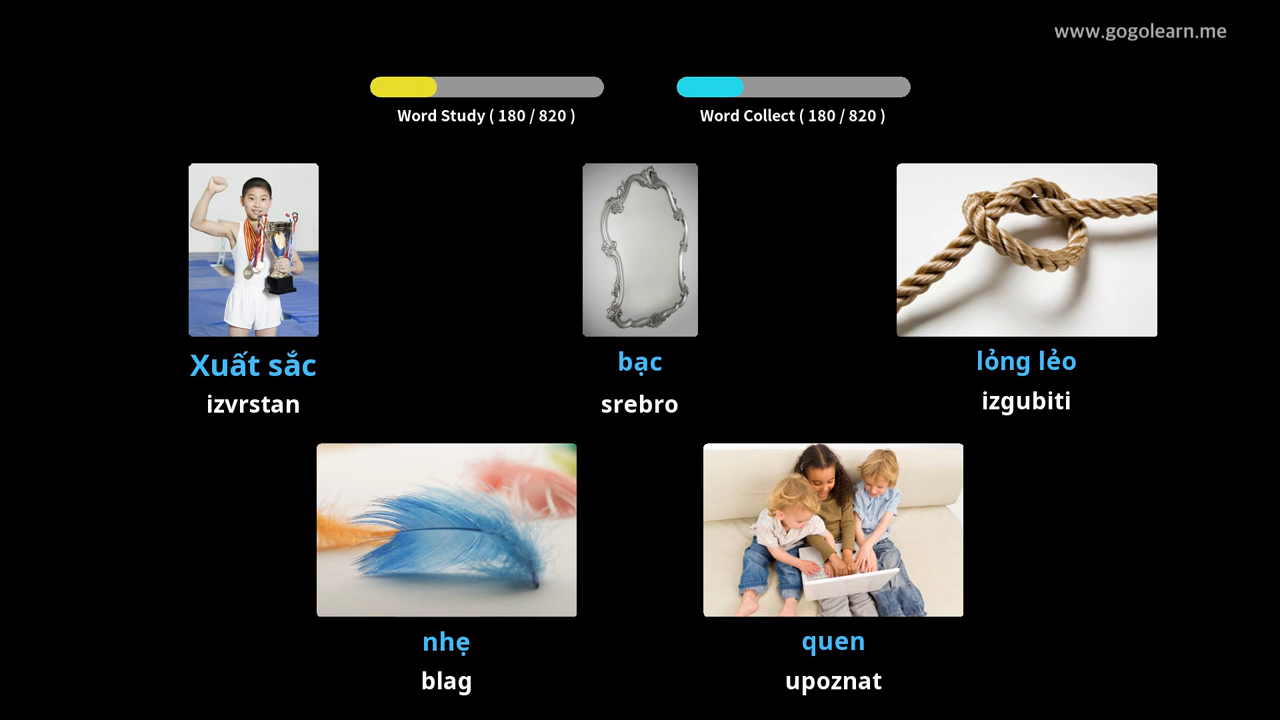 www.gogolearn.me
Word Study ( 180 / 820 )
Word Collect ( 180 / 820 )
Xuất sắc
izvrstan
bạc
srebro
lỏng lẻo
izgubiti
nhẹ
blag
quen
upoznat